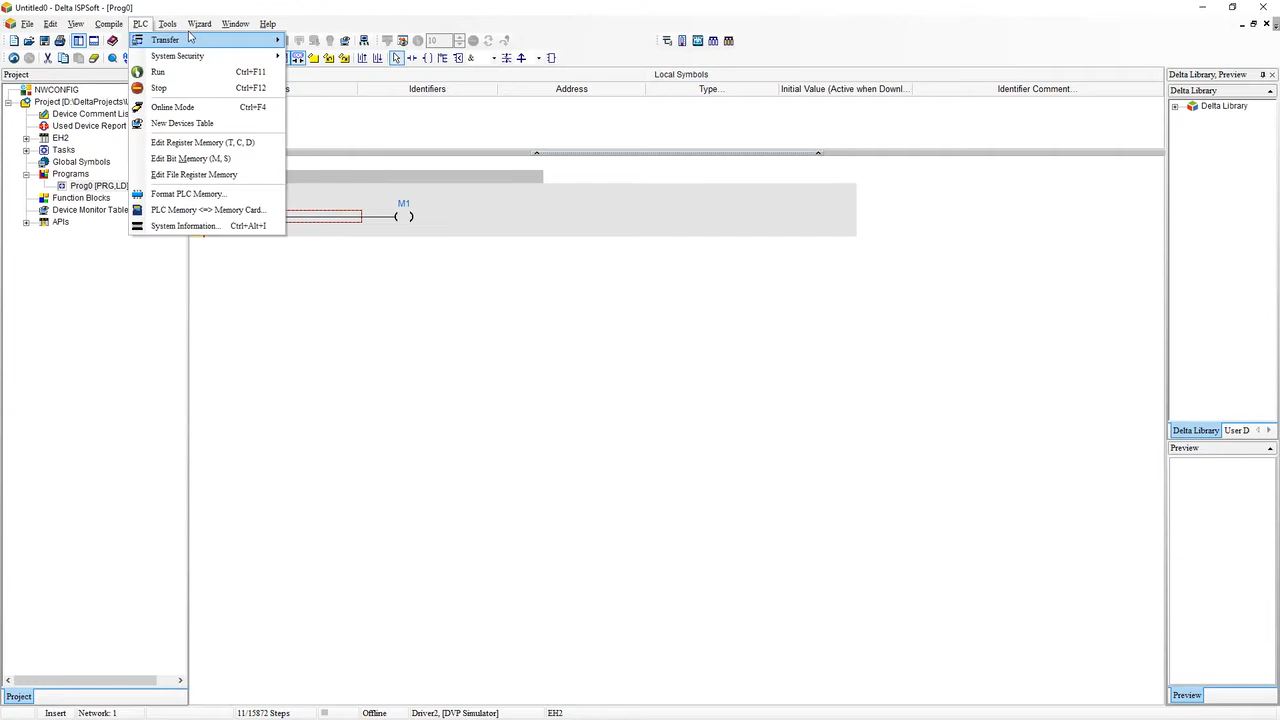 Untitled0 - Delta ISPSoft - [Prog0]
File Edit View Compile PLC Tools Wizard Window Help
Transfer
System Security
Run Ctrl+F11
Stop Ctrl+F12
Online Mode Ctrl+F4
New Devices Table
Edit Register Memory (T, C, D)
Edit Bit Memory (M, S)
Edit File Register Memory
Format PLC Memory...
PLC Memory <=> Memory Card...
System Information... Ctrl+Alt+I
10
&
Project
NWCONFIG
Project [D:\DeltaProjects\
Device Comment Lis
Used Device Report
EH2
Tasks
Global Symbols
Programs
Prog0 [PRG,LD]
Function Blocks
Device Monitor Table
APIs
Project
Local Symbols
Identifiers Address Type... Initial Value (Active when Downl... Identifier Comment...
M1
Delta Library, Preview
Delta Library
Delta Library
Delta Library User D
Preview
Preview
Insert Network: 1 11/15872 Steps Offline Driver2, [DVP Simulator] EH2